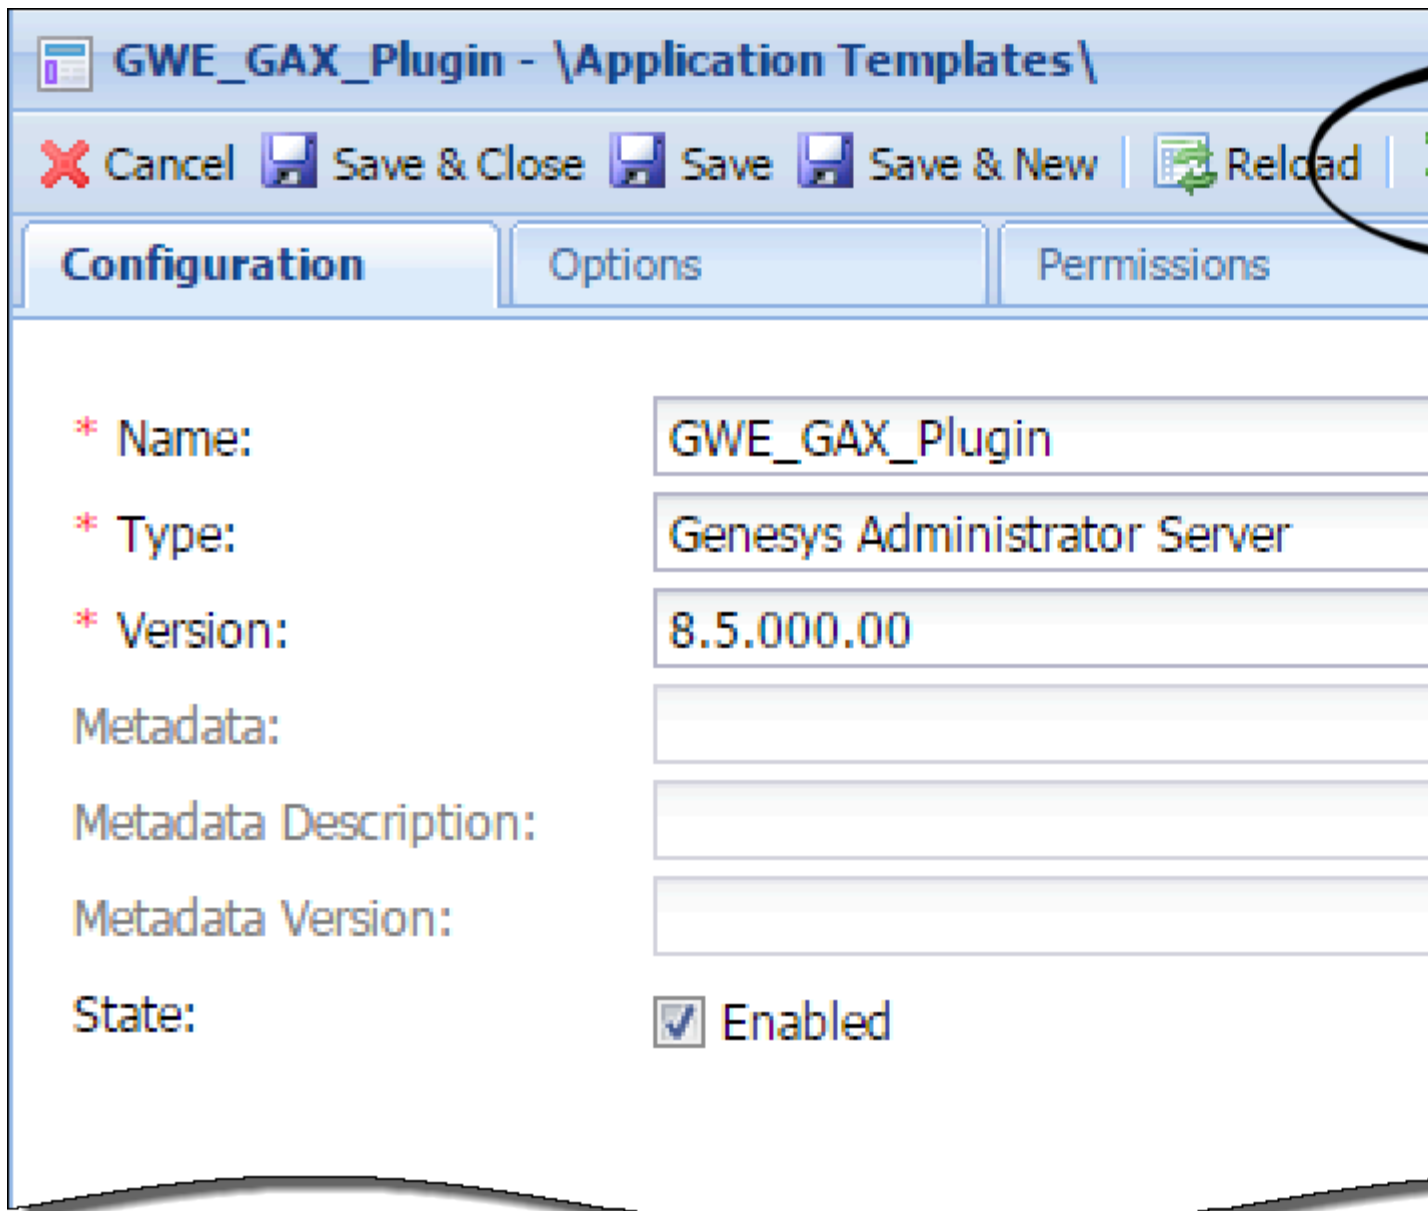 GWE_GAX_Plugin - \Application Templates\
Cancel Save & Close Save Save & New Reload
Configuration Options Permissions
* Name: GWE_GAX_Plugin
* Type: Genesys Administrator Server
* Version: 8.5.000.00
Metadata:
Metadata Description:
Metadata Version:
State: Enabled